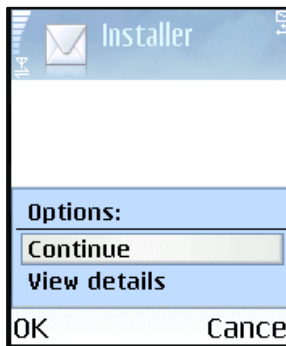 Installer
Options:
Continue
View details
OK Cance